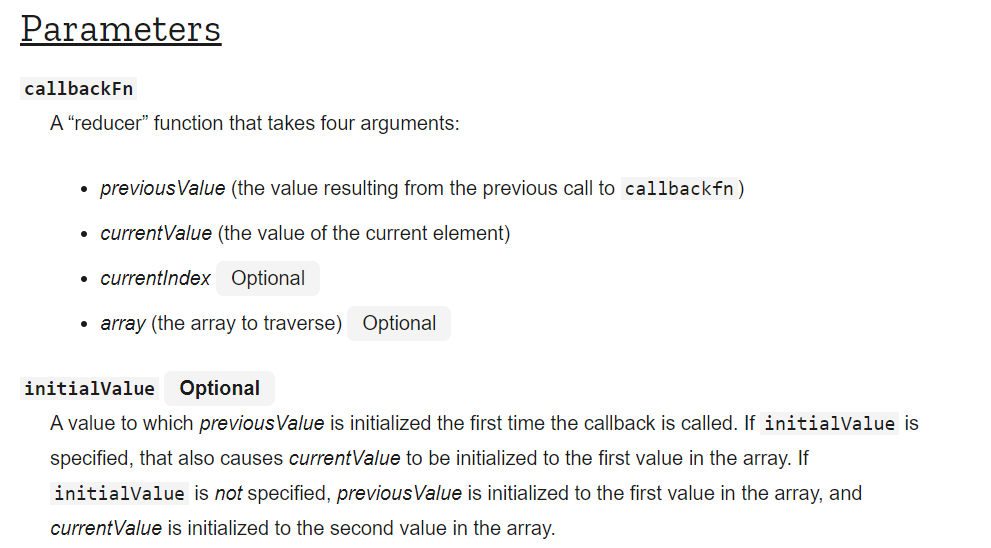 Parameters
callbackFn
A “reducer” function that takes four arguments:
• previousValue (the value resulting from the previous call to callbackfn)
• currentValue (the value of the current element)
• currentIndex Optional
• array (the array to traverse) Optional
initialValue Optional
A value to which previousValue is initialized the first time the callback is called. If initialValue is
specified, that also causes currentValue to be initialized to the first value in the array. If
initialValue is not specified, previousValue is initialized to the first value in the array, and
currentValue is initialized to the second value in the array.